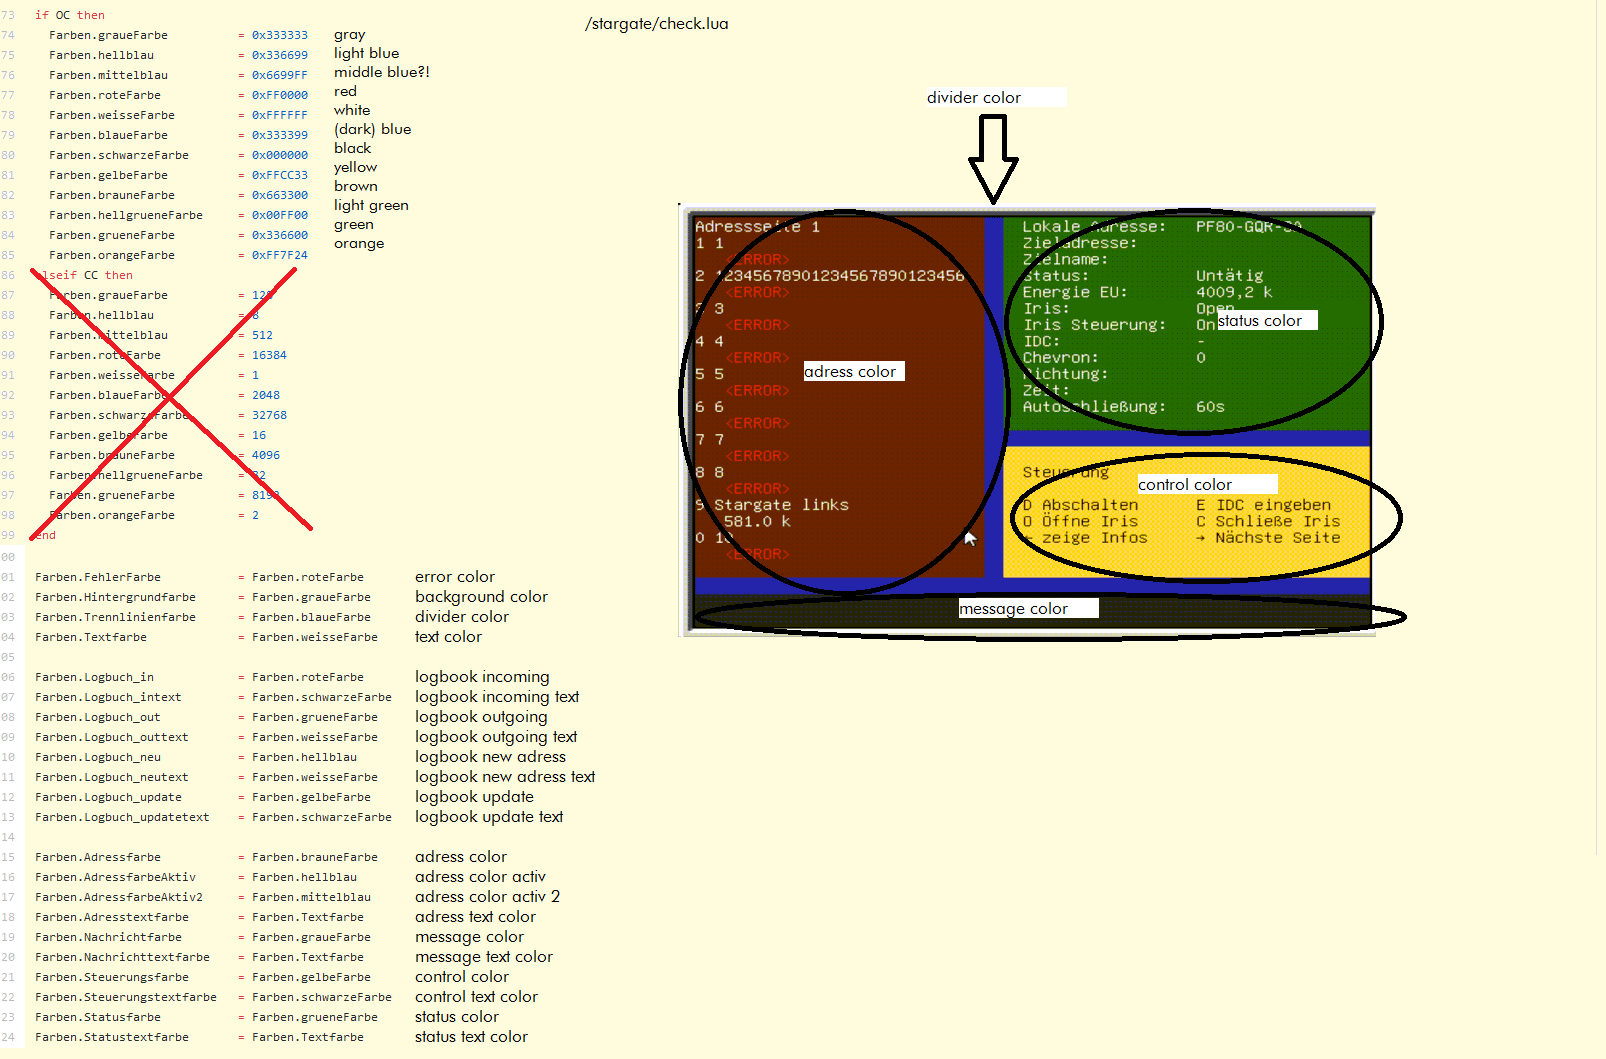 73 if OC then
74 Farben.graueFarbe = 0x333333 gray
75 Farben.hellblau = 0x336699 light blue
76 Farben.mittelblau = 0x6699FF middle blue?!
77 Farben.roteFarbe = 0xFF0000 red
78 Farben.weisseFarbe = 0xFFFFFF white
79 Farben.blaueFarbe = 0x333399 (dark) blue
80 Farben.schwarzeFarbe = 0x000000 black
81 Farben.gelbeFarbe = 0xFFCC33 yellow
82 Farben.brauneFarbe = 0x663300 brown
83 Farben.hellgrueneFarbe = 0x00FF00 light green
84 Farben.grueneFarbe = 0x336600 green
85 Farben.orangeFarbe = 0xFF7F24 orange
86 elseif CC then
87 Farben.graueFarbe = 128
88 Farben.hellblau = 8
89 Farben.mittelblau = 512
90 Farben.roteFarbe = 16384
91 Farben.weisseFarbe = 1
92 Farben.blaueFarbe = 2048
93 Farben.schwarzeFarbe = 32768
94 Farben.gelbeFarbe = 16
95 Farben.brauneFarbe = 4096
96 Farben.hellgrueneFarbe = 32
97 Farben.grueneFarbe = 8192
98 Farben.orangeFarbe = 2
99 end
00
01 Farben.FehlerFarbe = Farben.roteFarbe error color
02 Farben.Hintergrundfarbe = Farben.graueFarbe background color
03 Farben.Trennlinienfarbe = Farben.blaueFarbe divider color
04 Farben.Textfarbe = Farben.weisseFarbe text color
05
06 Farben.Logbuch_in = Farben.roteFarbe logbook incoming
07 Farben.Logbuch_intext = Farben.schwarzeFarbe logbook incoming text
08 Farben.Logbuch_out = Farben.grueneFarbe logbook outgoing
09 Farben.Logbuch_outtext = Farben.weisseFarbe logbook outgoing text
10 Farben.Logbuch_neu = Farben.hellblau logbook new adress
11 Farben.Logbuch_neutext = Farben.weisseFarbe logbook new adress text
12 Farben.Logbuch_update = Farben.gelbeFarbe logbook update
13 Farben.Logbuch_updatetext = Farben.schwarzeFarbe logbook update text
14
15 Farben.Adressfarbe = Farben.brauneFarbe adress color
16 Farben.AdressfarbeAktiv = Farben.hellblau adress color activ
17 Farben.AdressfarbeAktiv2 = Farben.mittelblau adress color activ 2
18 Farben.Adresstextfarbe = Farben.Textfarbe adress text color
19 Farben.Nachrichtfarbe = Farben.graueFarbe message color
20 Farben.Nachrichttextfarbe = Farben.Textfarbe message text color
21 Farben.Steuerungsfarbe = Farben.gelbeFarbe control color
22 Farben.Steuerungstextfarbe = Farben.schwarzeFarbe control text color
23 Farben.Statusfarbe = Farben.grueneFarbe status color
24 Farben.Statustextfarbe = Farben.Textfarbe status text color
/stargate/check.lua
divider color
Adressseite 1
1 1
<ERROR>
2 12345678901234567890123456
<ERROR>
3 3
<ERROR>
4 4
<ERROR>
5 5
<ERROR>
6 6
<ERROR>
7 7
<ERROR>
8 8
<ERROR>
9 Stargate links
581.0 k
0 10
<ERROR>
adress color
Lokale Adresse: PF80-GQR-
Zieladresse:
Zielname:
Status: Untätig
Energie EU: 4009,2 k
Iris: Open
Iris Steuerung: On
IDC: -
Chevron: 0
Richtung:
Zeit:
Autoschließung: 60s
status color
Steuerung
control color
D Abschalten E IDC eingeben
O Öffne Iris C Schließe Iris
← zeige Infos → Nächste Seite
message color